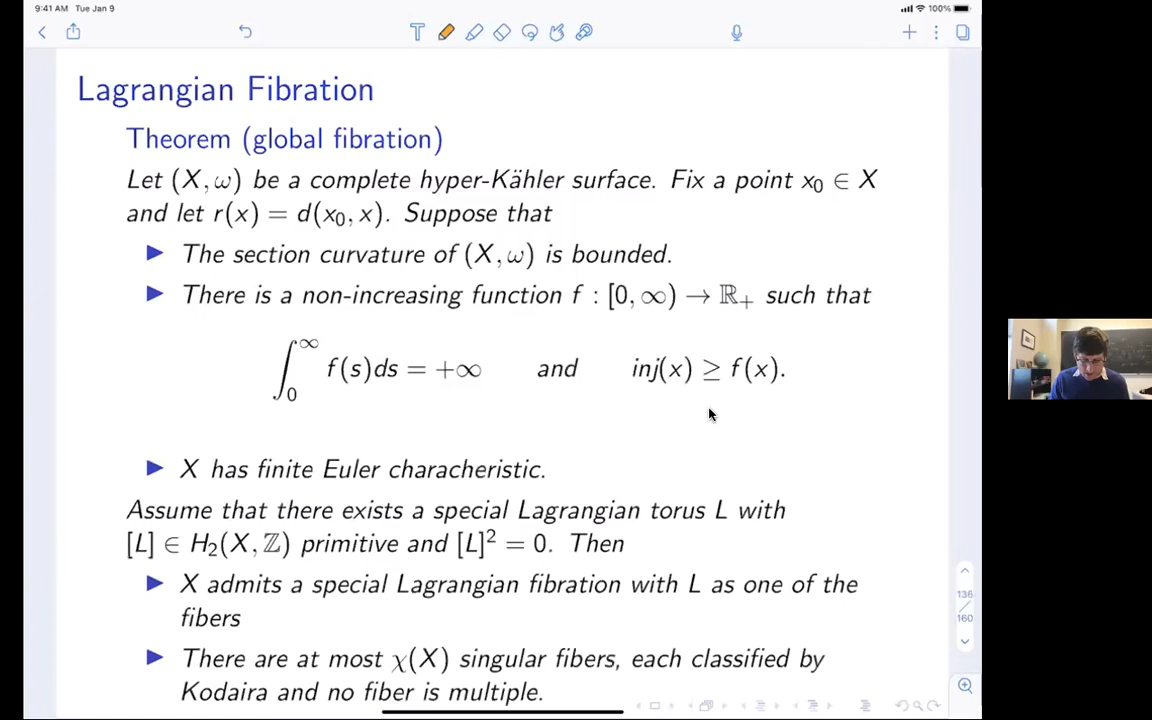 9:41 AM Tue Jan 9
100%
Lagrangian Fibration
Theorem (global fibration)
Let (X, ω) be a complete hyper-Kähler surface. Fix a point x₀ ∈ X
and let r(x) = d(x₀, x). Suppose that
▶ The section curvature of (X, ω) is bounded.
▶ There is a non-increasing function f : [0, ∞) → ℝ₊ such that
∫₀^∞ f(s)ds = +∞ and inj(x) ≥ f(x).
▶ X has finite Euler characheristic.
Assume that there exists a special Lagrangian torus L with
[L] ∈ H₂(X, ℤ) primitive and [L]² = 0. Then
▶ X admits a special Lagrangian fibration with L as one of the
fibers
▶ There are at most χ(X) singular fibers, each classified by
Kodaira and no fiber is multiple.
136
/
160